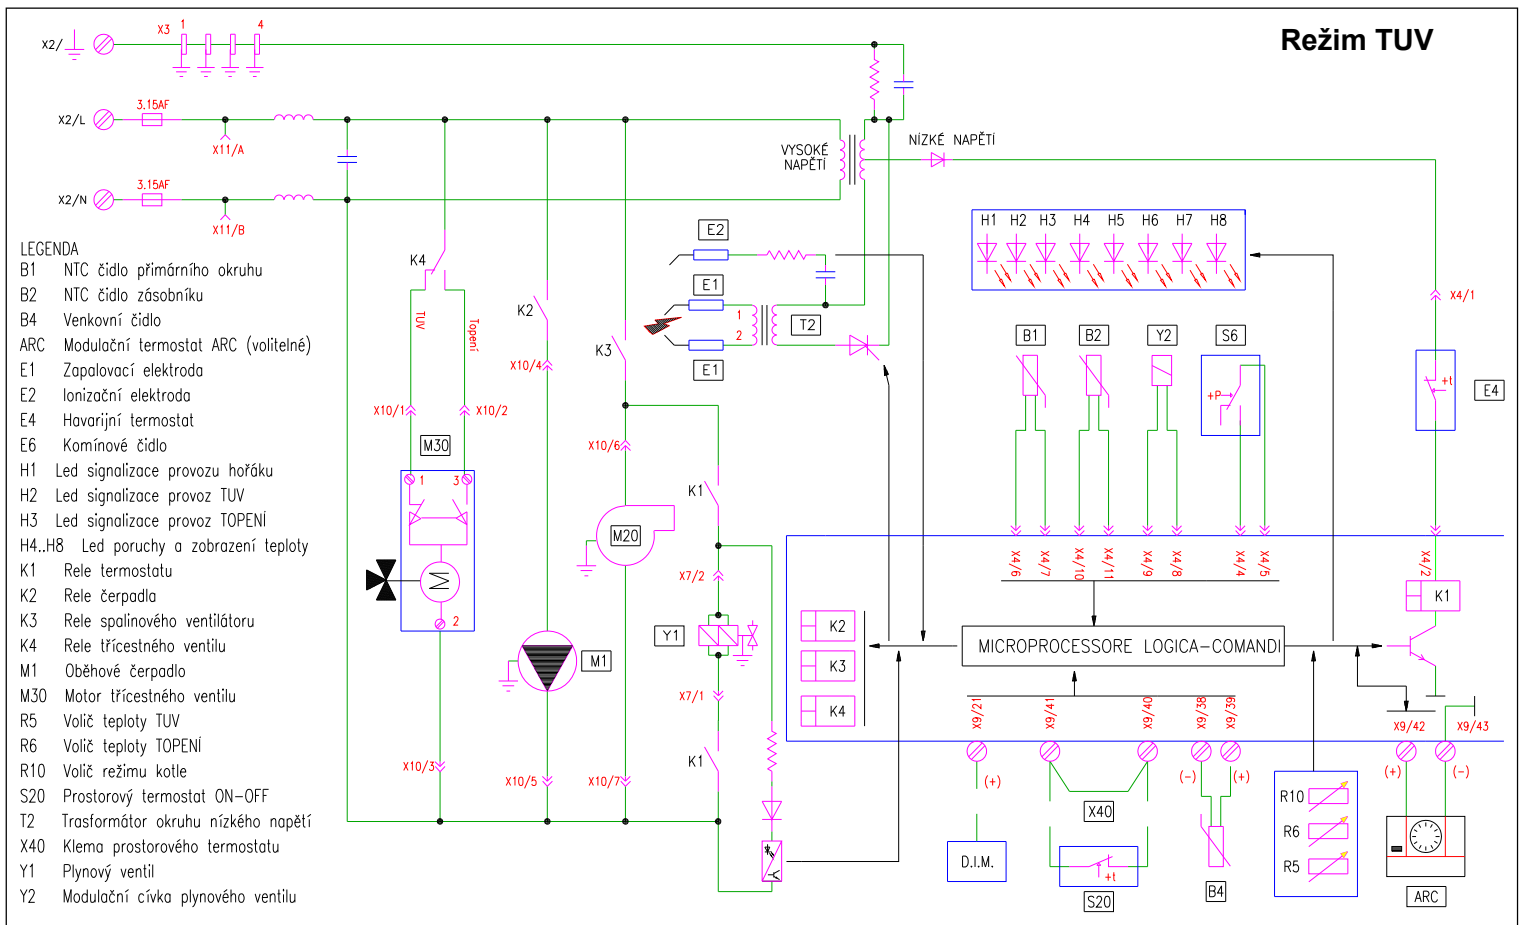 Režim TUV
X2/
X3
1
4
X2/L
3.15AF
X11/A
X2/N
3.15AF
X11/B
VYSOKÉ
NAPĚTÍ
NÍZKÉ NAPĚTÍ
LEGENDA
B1 NTC čidlo přimárního okruhu
B2 NTC čidlo zásobníku
B4 Venkovní čidlo
ARC Modulační termostat ARC (volitelné)
E1 Zapalovací elektroda
E2 Ionizační elektroda
E4 Havarijní termostat
E6 Komínové čidlo
H1 Led signalizace provozu hořáku
H2 Led signalizace provoz TUV
H3 Led signalizace provoz TOPENÍ
H4..H8 Led poruchy a zobrazení teploty
K1 Rele termostatu
K2 Rele čerpadla
K3 Rele spalinového ventilátoru
K4 Rele třícestného ventilu
M1 Oběhové čerpadlo
M30 Motor třícestného ventilu
R5 Volič teploty TUV
R6 Volič teploty TOPENÍ
R10 Volič režimu kotle
S20 Prostorový termostat ON-OFF
T2 Trasformátor okruhu nízkého napětí
X40 Klema prostorového termostatu
Y1 Plynový ventil
Y2 Modulační cívka plynového ventilu
K4
TUV
Topení
X10/1
X10/2
M30
1
3
M
2
X10/3
K2
X10/4
M1
X10/5
K3
X10/6
M20
X10/7
E2
E1
1
2
T2
E1
K1
X7/2
Y1
X7/1
K1
H1 H2 H3 H4 H5 H6 H7 H8
B1
B2
Y2
S6
+P
X4/1
+t
E4
X4/6
X4/7
X4/10
X4/11
X4/9
X4/8
X4/4
X4/5
X4/2
K1
K2
K3
K4
MICROPROCESSORE LOGICA-COMANDI
X9/21
X9/41
X9/40
X9/38
X9/39
X9/42
X9/43
(+)
(-)
(+)
(+)
(-)
X40
D.I.M.
+t
S20
B4
R10
R6
R5
ARC